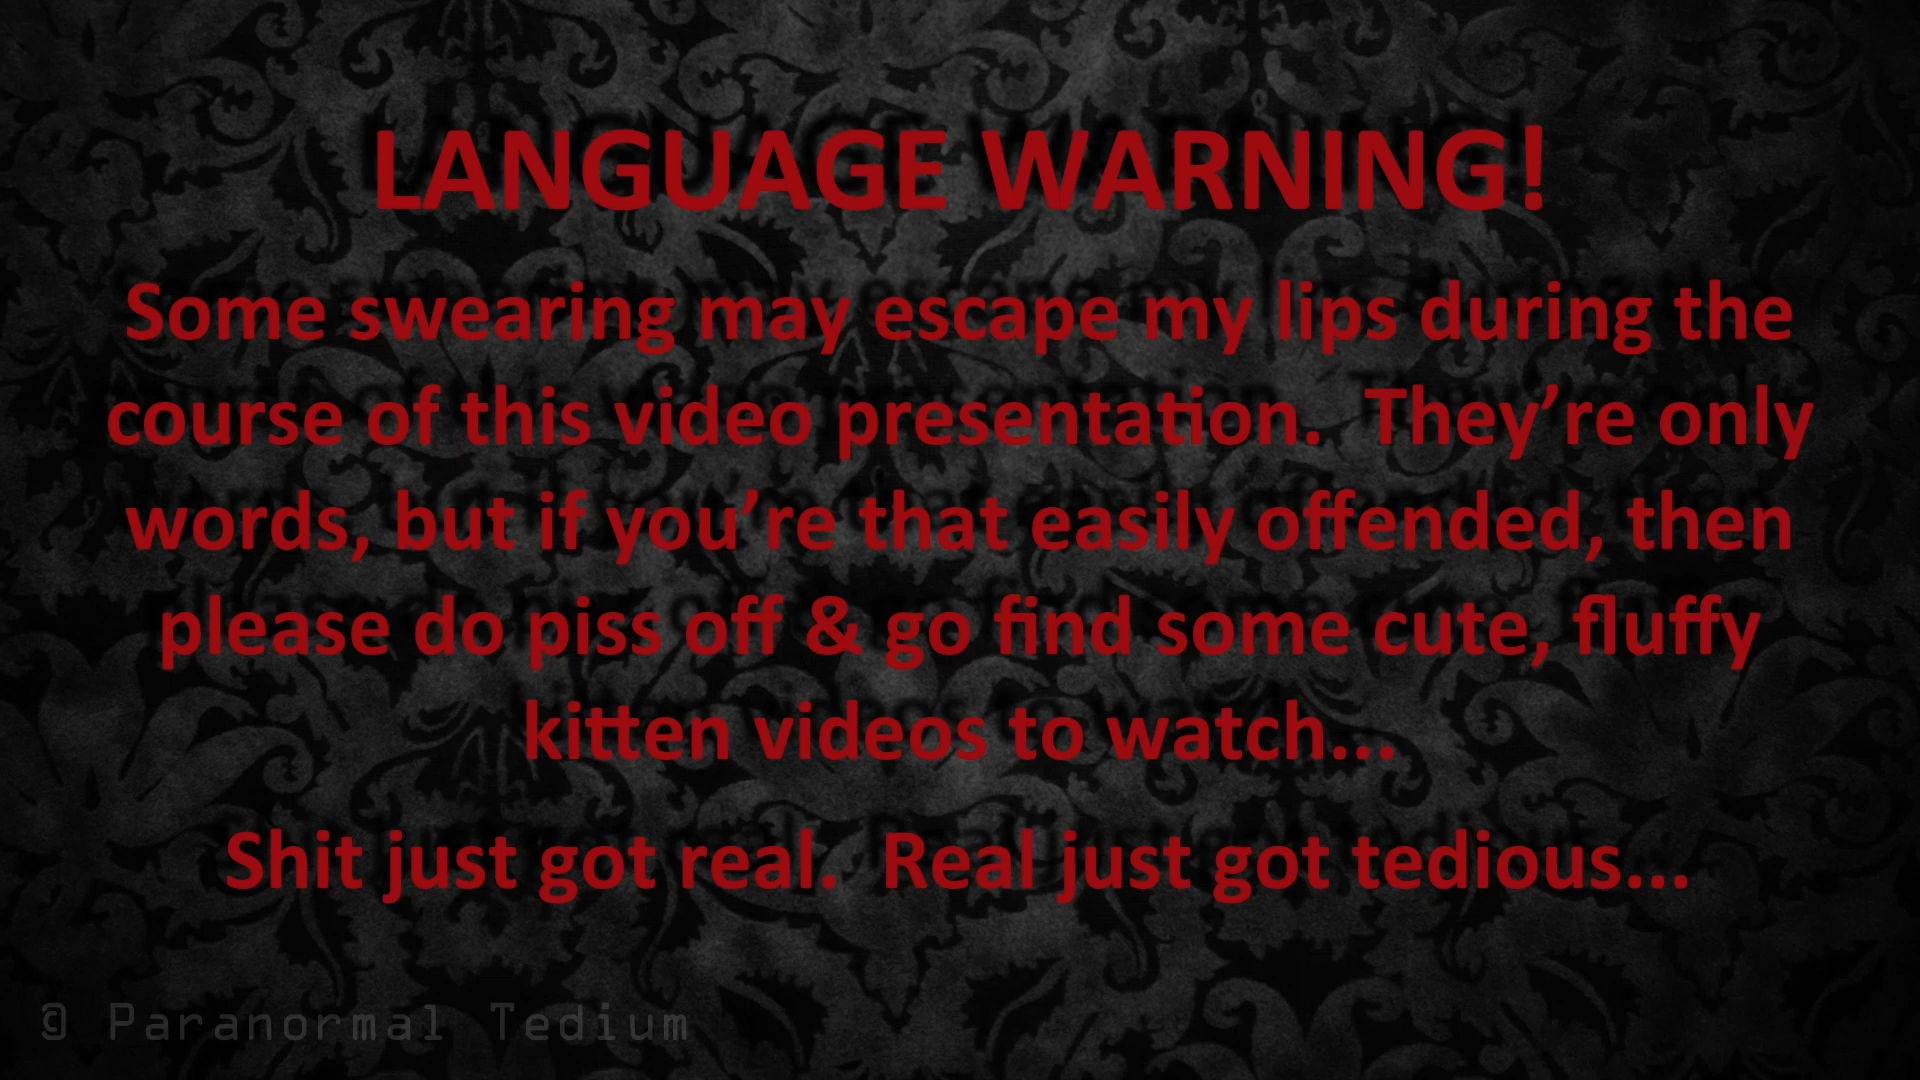 LANGUAGE WARNING!
Some swearing may escape my lips during the
course of this video presentation.  They’re only
words, but if you’re that easily offended, then
please do piss off & go find some cute, fluffy
kitten videos to watch...
Shit just got real.  Real just got tedious...
© Paranormal Tedium